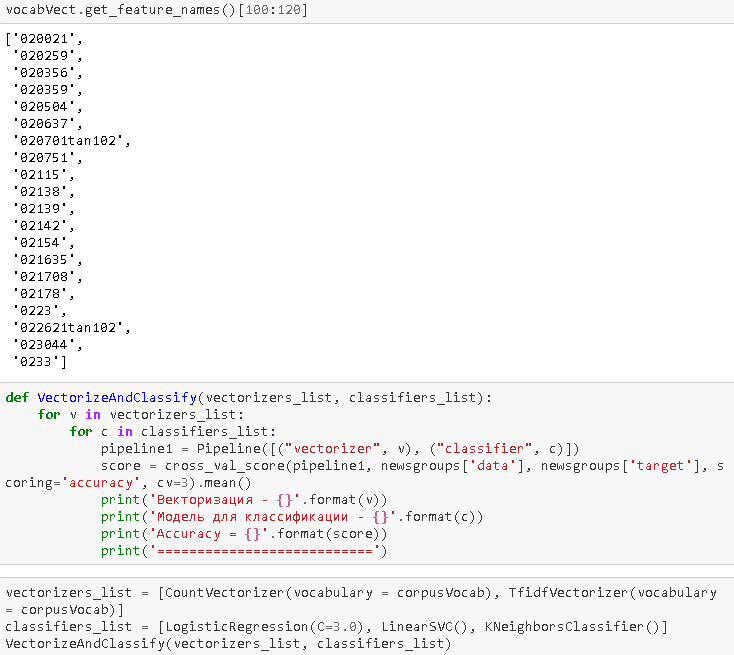 vocabVect.get_feature_names()[100:120]
['020021',
 '020259',
 '020356',
 '020359',
 '020504',
 '020637',
 '020701tan102',
 '020751',
 '02115',
 '02138',
 '02139',
 '02142',
 '02154',
 '021635',
 '021708',
 '02178',
 '0223',
 '022621tan102',
 '023044',
 '0233']
def VectorizeAndClassify(vectorizers_list, classifiers_list):
    for v in vectorizers_list:
        for c in classifiers_list:
            pipeline1 = Pipeline([("vectorizer", v), ("classifier", c)])
            score = cross_val_score(pipeline1, newsgroups['data'], newsgroups['target'], s
coring='accuracy', cv=3).mean()
            print('Векторизация - {}'.format(v))
            print('Модель для классификации - {}'.format(c))
            print('Accuracy = {}'.format(score))
            print('===========================')
vectorizers_list = [CountVectorizer(vocabulary = corpusVocab), TfidfVectorizer(vocabulary
= corpusVocab)]
classifiers_list = [LogisticRegression(C=3.0), LinearSVC(), KNeighborsClassifier()]
VectorizeAndClassify(vectorizers_list, classifiers_list)